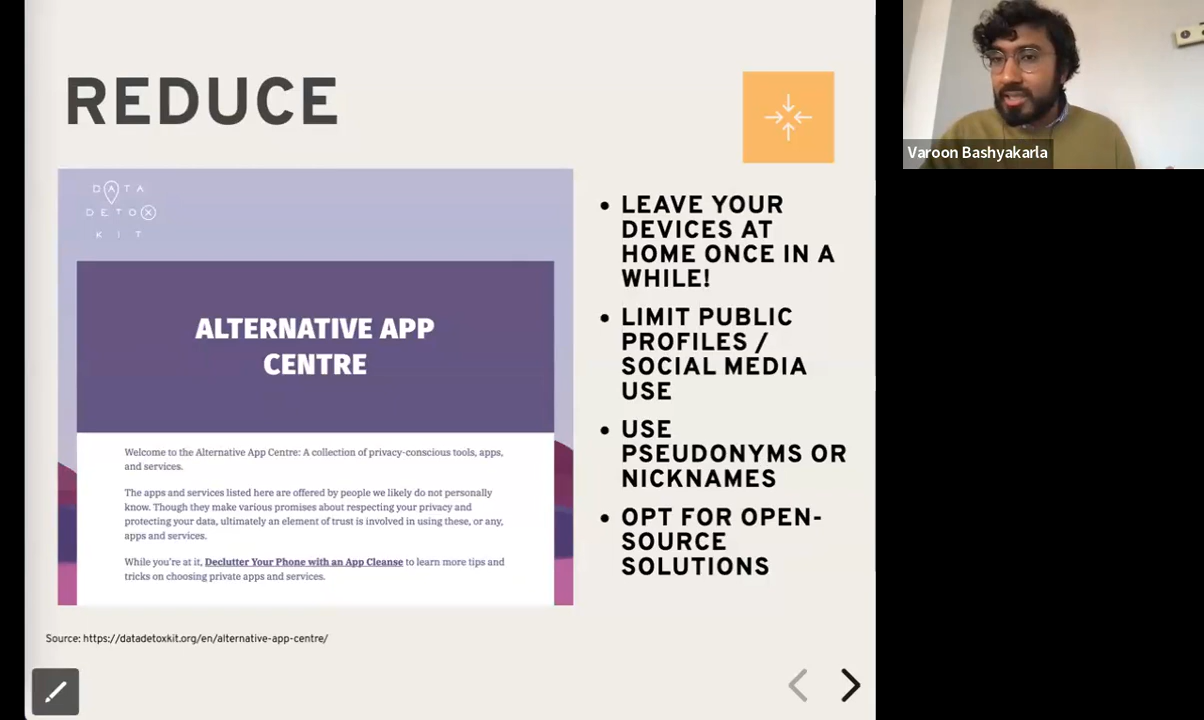 REDUCE
DATA
DETOX
KIT
ALTERNATIVE APP
CENTRE
Welcome to the Alternative App Centre: A collection of privacy-conscious tools, apps,
and services.
The apps and services listed here are offered by people we likely do not personally
know. Though they make various promises about respecting your privacy and
protecting your data, ultimately an element of trust is involved in using these, or any,
apps and services.
While you're at it, Declutter Your Phone with an App Cleanse to learn more tips and
tricks on choosing private apps and services.
Source: https://datadetoxkit.org/en/alternative-app-centre/
• LEAVE YOUR
DEVICES AT
HOME ONCE IN A
WHILE!
• LIMIT PUBLIC
PROFILES /
SOCIAL MEDIA
USE
• USE
PSEUDONYMS OR
NICKNAMES
• OPT FOR OPEN-
SOURCE
SOLUTIONS
Varoon Bashyakarla